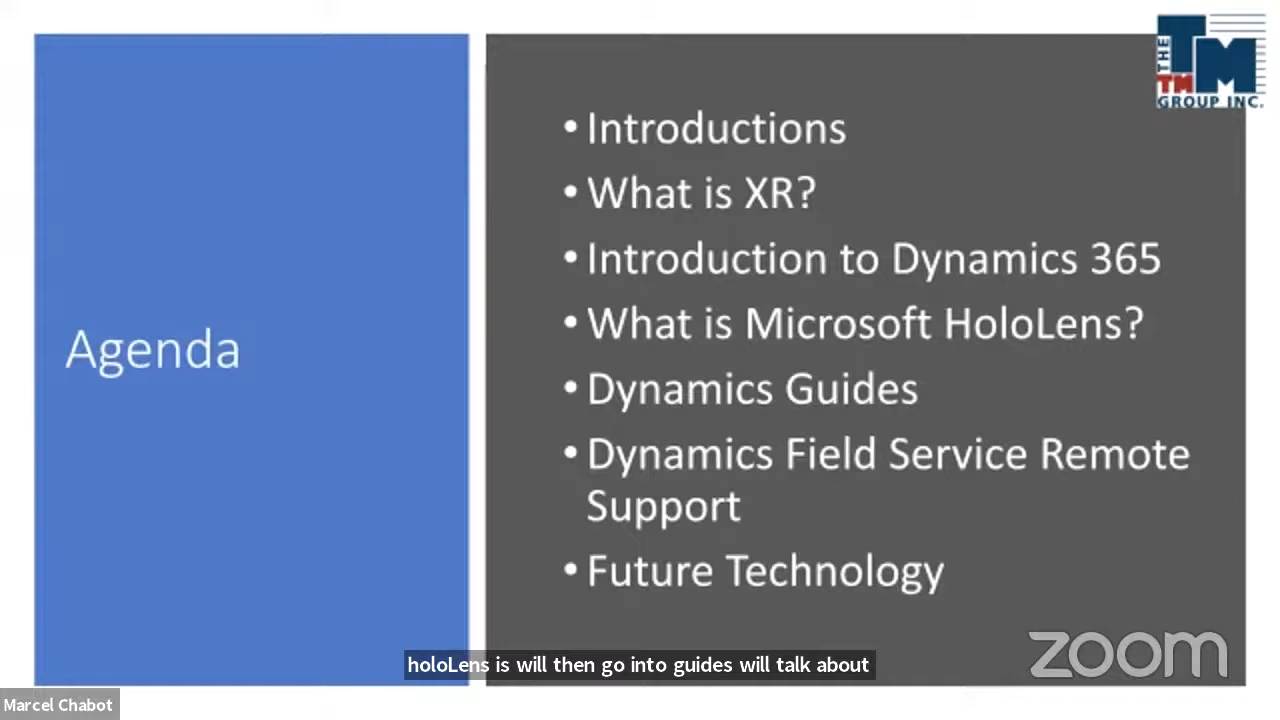 THE
TM
TM
GROUP INC.
Agenda
• Introductions
• What is XR?
• Introduction to Dynamics 365
• What is Microsoft HoloLens?
• Dynamics Guides
• Dynamics Field Service Remote
Support
• Future Technology
holoLens is will then go into guides will talk about
zoom
Marcel Chabot